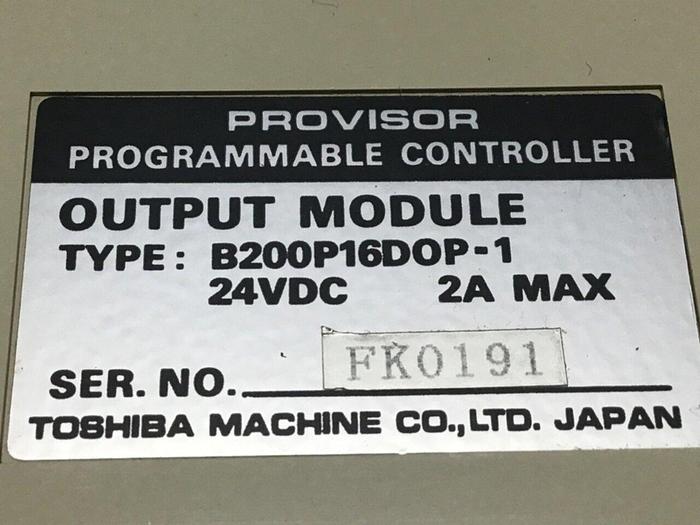 PROVISOR
PROGRAMMABLE CONTROLLER
OUTPUT MODULE
TYPE: B200P16DOP-1
24VDC 2A MAX
SER. NO. FK0191
TOSHIBA MACHINE CO.,LTD. JAPAN